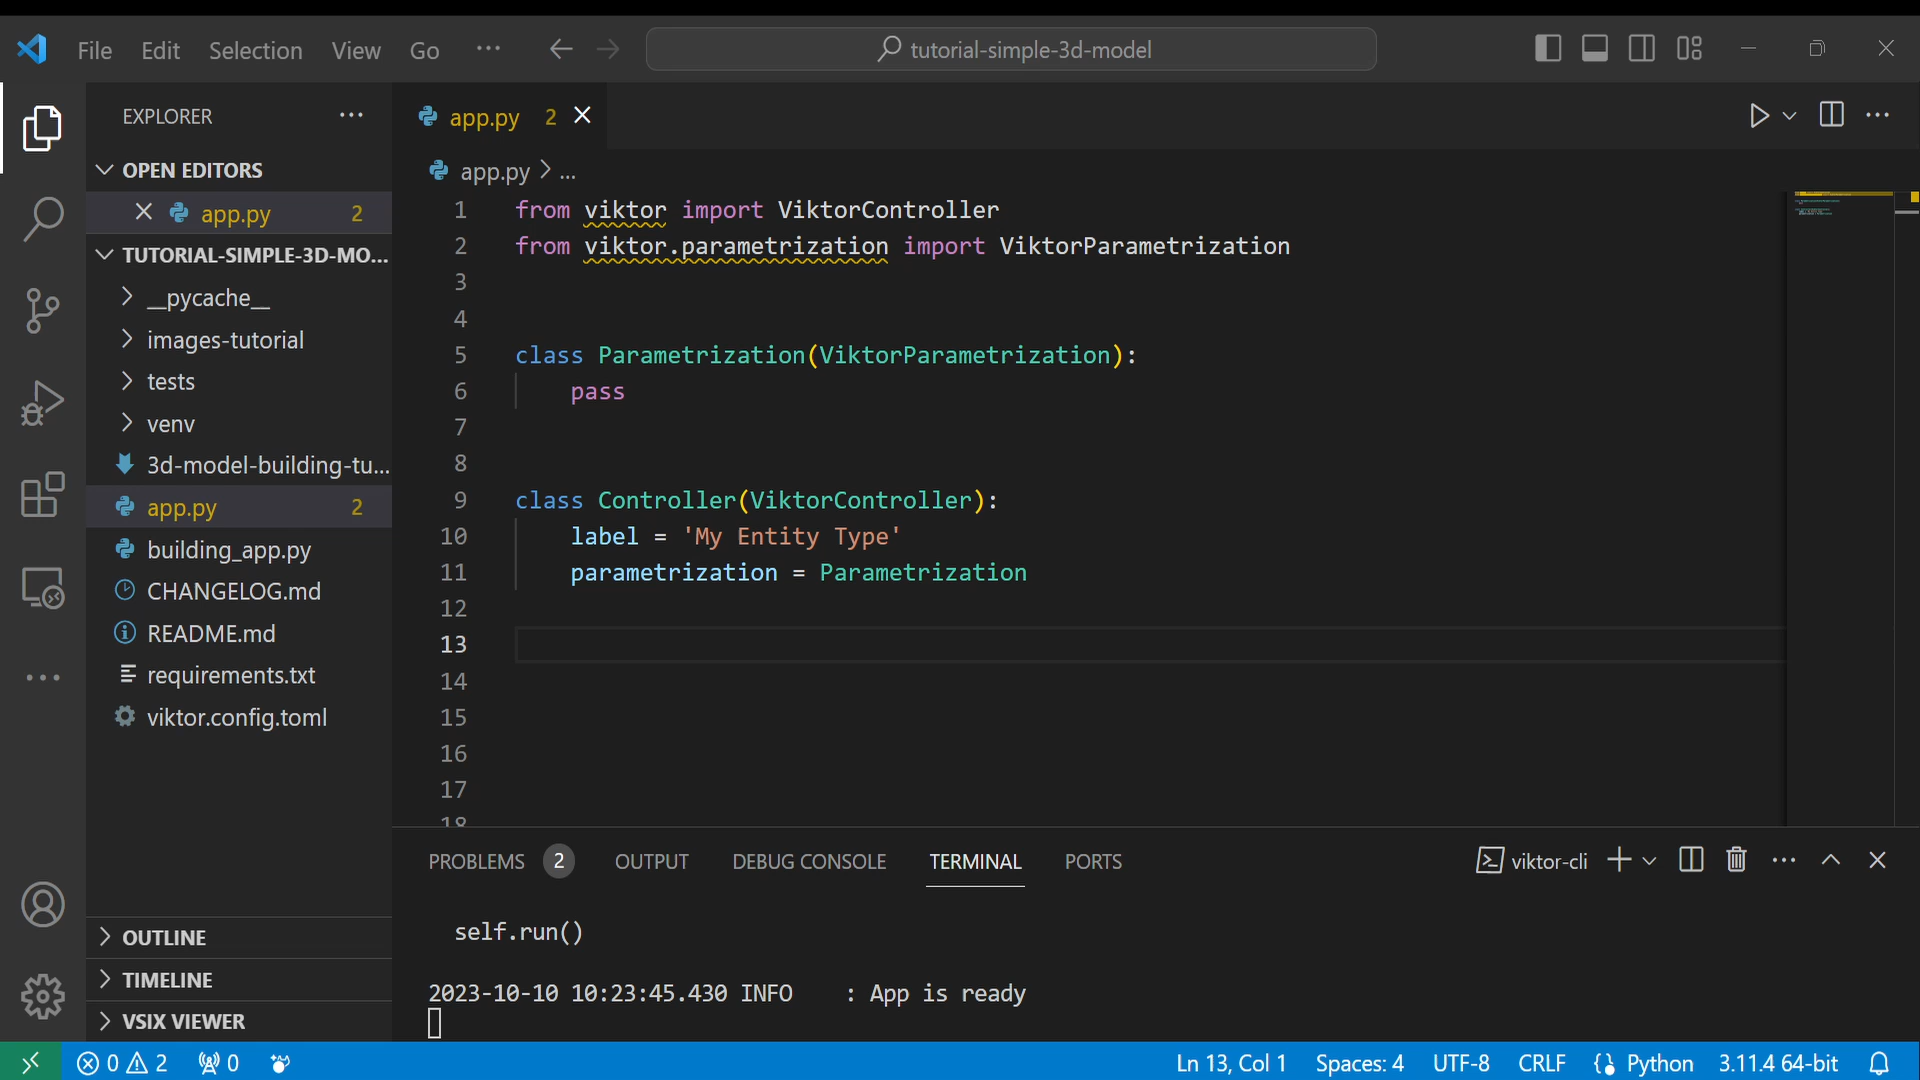 File Edit Selection View Go ··· tutorial-simple-3d-model
EXPLORER ···
OPEN EDITORS
app.py 2
TUTORIAL-SIMPLE-3D-MO...
__pycache__
images-tutorial
tests
venv
3d-model-building-tu...
app.py 2
building_app.py
CHANGELOG.md
README.md
requirements.txt
viktor.config.toml
OUTLINE
TIMELINE
VSIX VIEWER
app.py 2
app.py > ...
1 from viktor import ViktorController
2 from viktor.parametrization import ViktorParametrization
3
4
5 class Parametrization(ViktorParametrization):
6 pass
7
8
9 class Controller(ViktorController):
10 label = 'My Entity Type'
11 parametrization = Parametrization
12
13
14
15
16
17
18
PROBLEMS 2 OUTPUT DEBUG CONSOLE TERMINAL PORTS viktor-cli
self.run()
2023-10-10 10:23:45.430 INFO : App is ready
0 2 0 Ln 13, Col 1 Spaces: 4 UTF-8 CRLF Python 3.11.4 64-bit